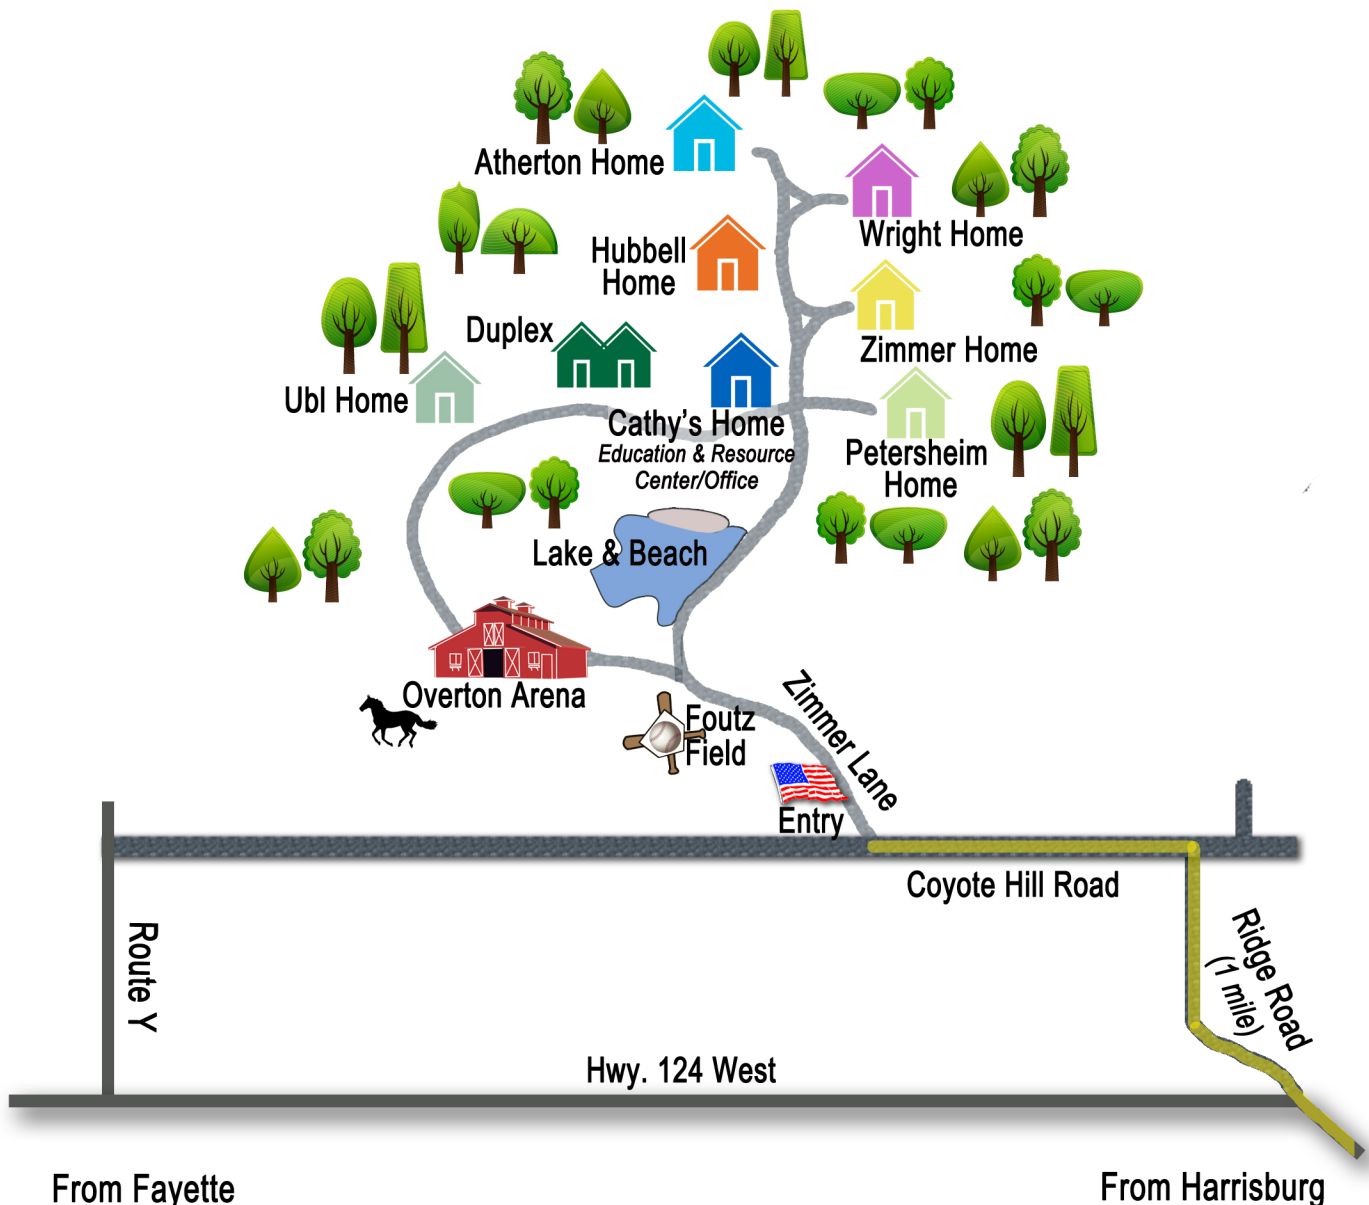 Atherton Home
Wright Home
Hubbell
Home
Duplex
Zimmer Home
Ubl Home
Cathy's Home
Education & Resource
Center/Office
Petersheim
Home
Lake & Beach
Overton Arena
Foutz
Field
Zimmer Lane
Entry
Coyote Hill Road
Route Y
Ridge Road
(1 mile)
Hwy. 124 West
From Fayette
From Harrisburg